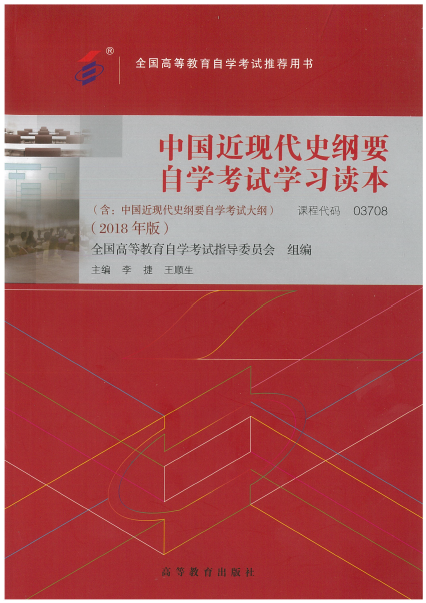 ®
全国高等教育自学考试推荐用书
中国近现代史纲要
自学考试学习读本
（含：中国近现代史纲要自学考试大纲） 课程代码 03708
（2018年版）
全国高等教育自学考试指导委员会 组编
主编 李 捷 王顺生
高等教育出版社